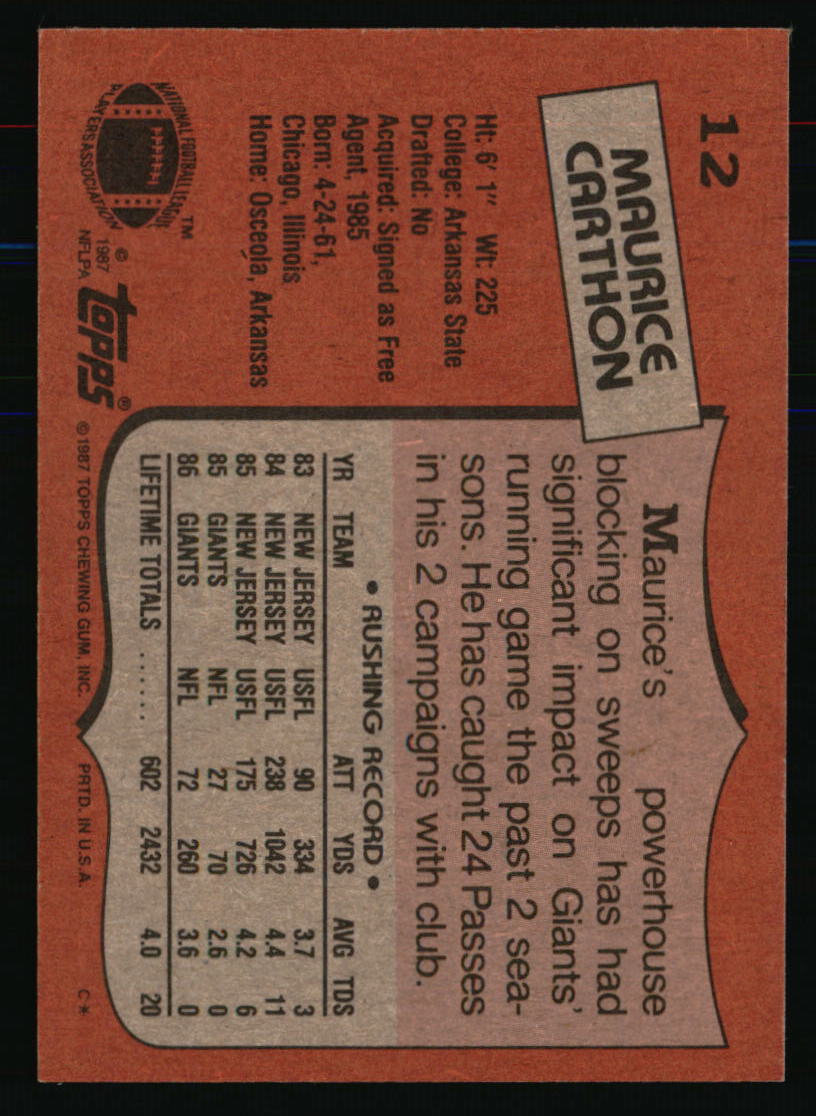 12
MAURICE
CARTHON
Ht: 6' 1" Wt: 225
College: Arkansas State
Drafted: No
Acquired: Signed as Free
Agent, 1985
Born: 4-24-61,
Chicago, Illinois
Home: Osceola, Arkansas
NATIONAL FOOTBALL LEAGUE
PLAYERS ASSOCIATION
TM
© 1987
NFLPA
topps®
Maurice's powerhouse
blocking on sweeps has had
significant impact on Giants'
running game the past 2 sea-
sons. He has caught 24 Passes
in his 2 campaigns with club.
• RUSHING RECORD •
YR TEAM ATT YDS AVG TDS
83 NEW JERSEY USFL 90 334 3.7 3
84 NEW JERSEY USFL 238 1042 4.4 11
85 NEW JERSEY USFL 175 726 4.2 6
85 GIANTS NFL 27 70 2.6 0
86 GIANTS NFL 72 260 3.6 0
LIFETIME TOTALS ...... 602 2432 4.0 20
©1987 TOPPS CHEWING GUM, INC. PRTD. IN U.S.A. C*